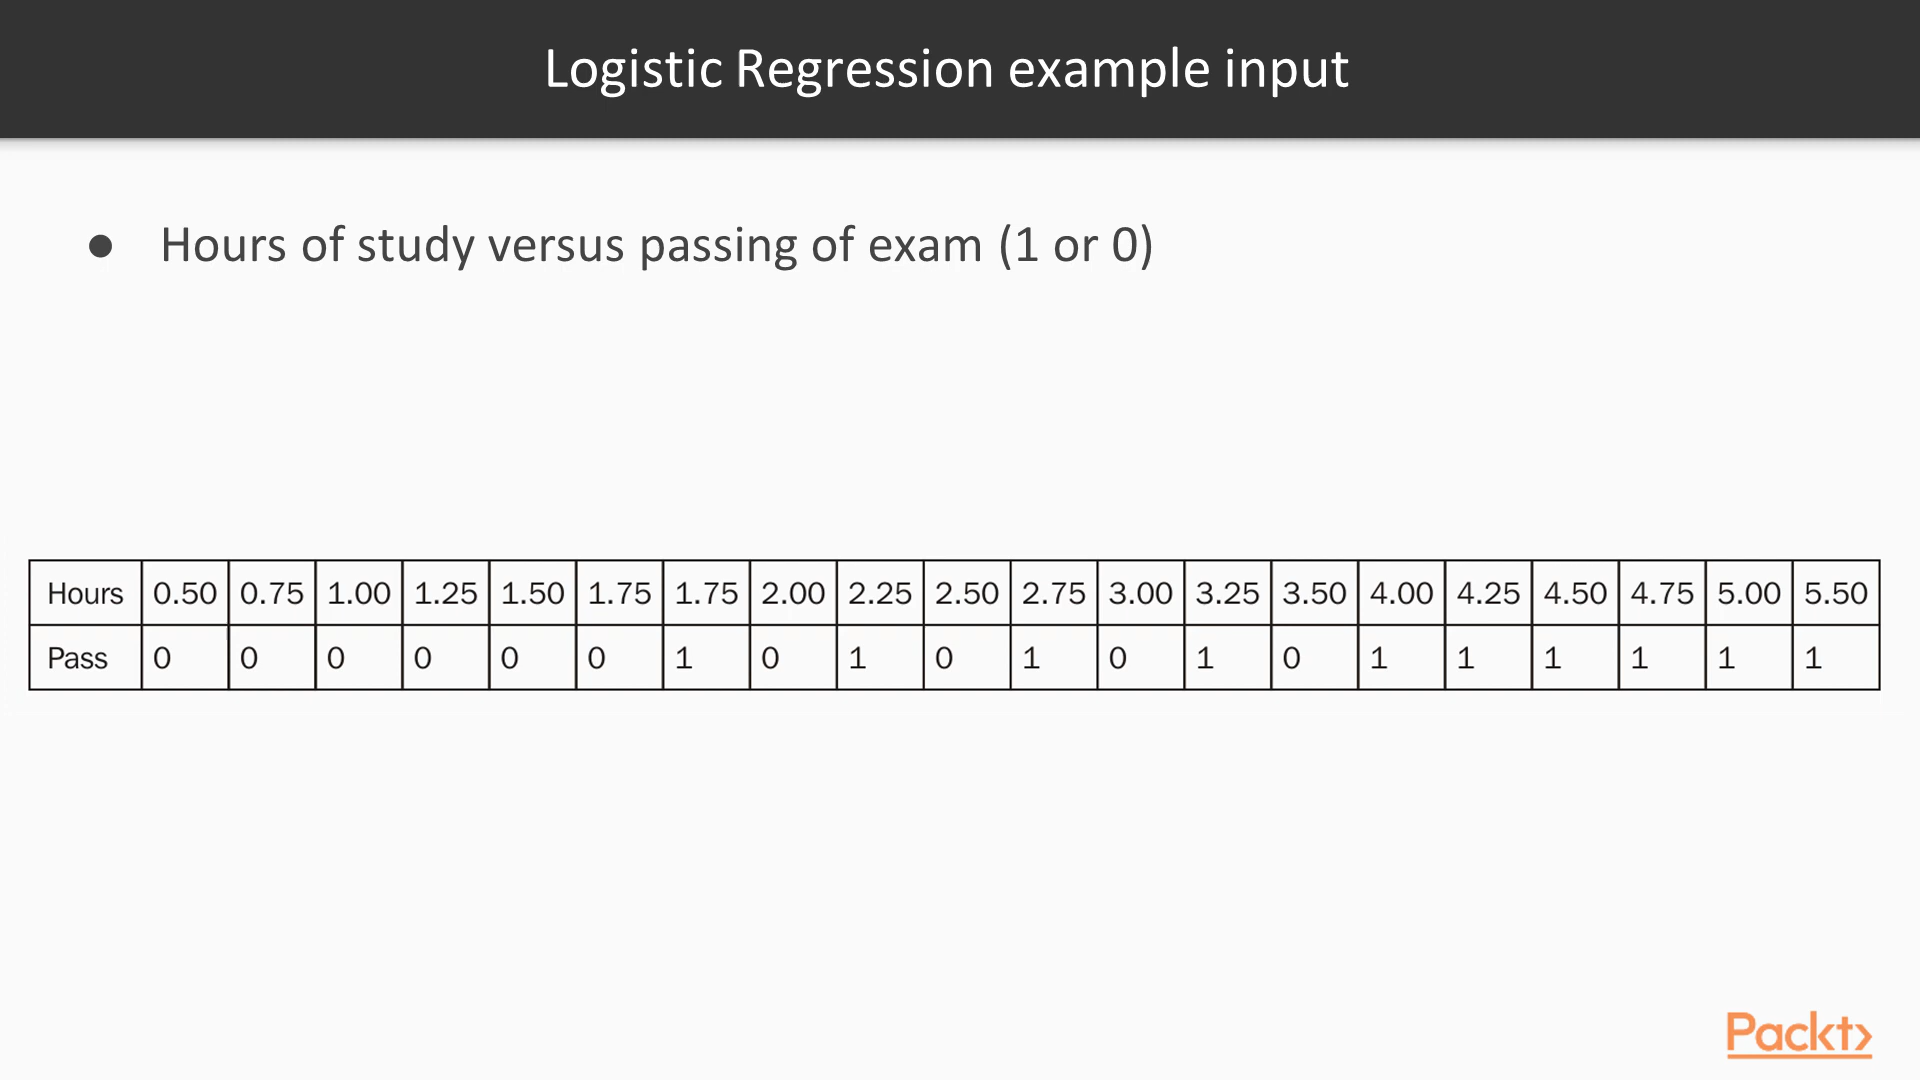 Logistic Regression example input
● Hours of study versus passing of exam (1 or 0)
Hours 0.50 0.75 1.00 1.25 1.50 1.75 1.75 2.00 2.25 2.50 2.75 3.00 3.25 3.50 4.00 4.25 4.50 4.75 5.00 5.50
Pass 0 0 0 0 0 0 1 0 1 0 1 0 1 0 1 1 1 1 1 1
Packt>